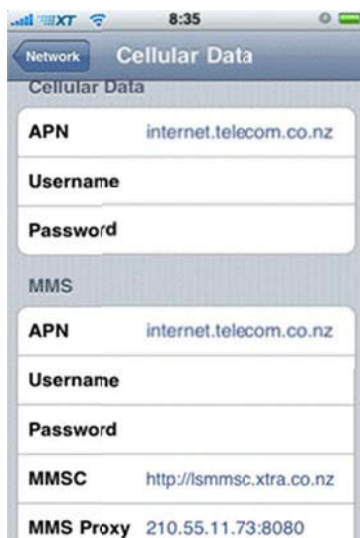 XT 8:35
Network Cellular Data
Cellular Data
APN internet.telecom.co.nz
Username
Password
MMS
APN internet.telecom.co.nz
Username
Password
MMSC http://lsmmsc.xtra.co.nz
MMS Proxy 210.55.11.73:8080